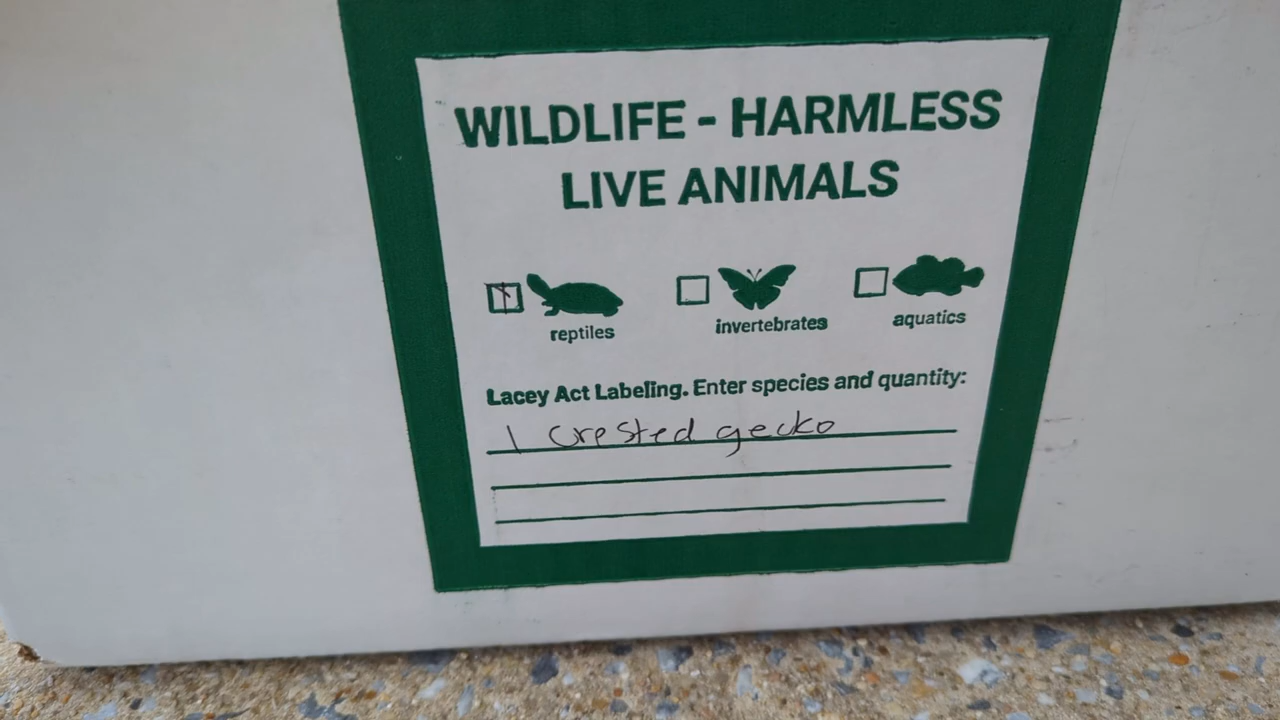 WILDLIFE - HARMLESS
LIVE ANIMALS
reptiles invertebrates aquatics
Lacey Act Labeling. Enter species and quantity:
1 crested gecko